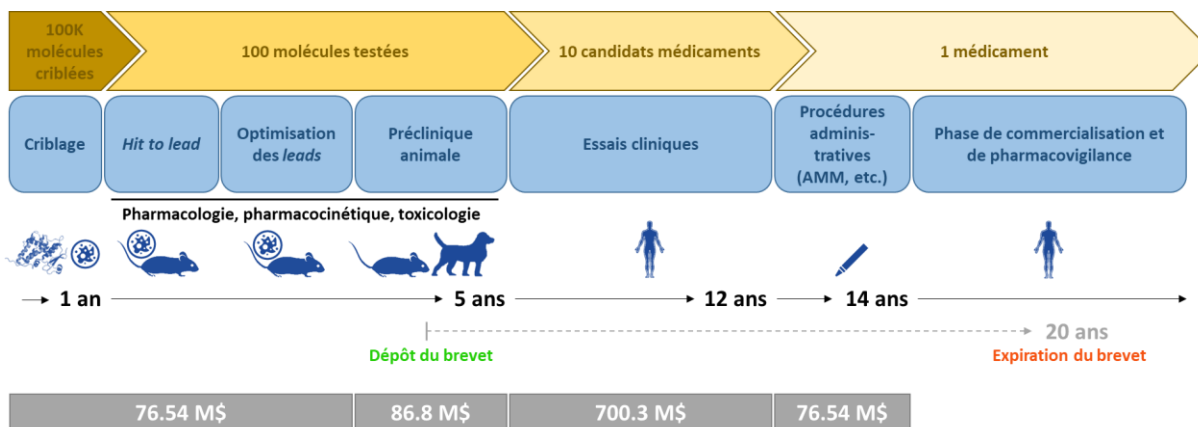 100K
molécules
criblées
100 molécules testées
10 candidats médicaments
1 médicament
Criblage
Hit to lead
Optimisation
des leads
Préclinique
animale
Essais cliniques
Procédures
adminis-
tratives
(AMM, etc.)
Phase de commercialisation et
de pharmacovigilance
Pharmacologie, pharmacocinétique, toxicologie
1 an
5 ans
12 ans
14 ans
20 ans
Dépôt du brevet
Expiration du brevet
76.54 M$
86.8 M$
700.3 M$
76.54 M$